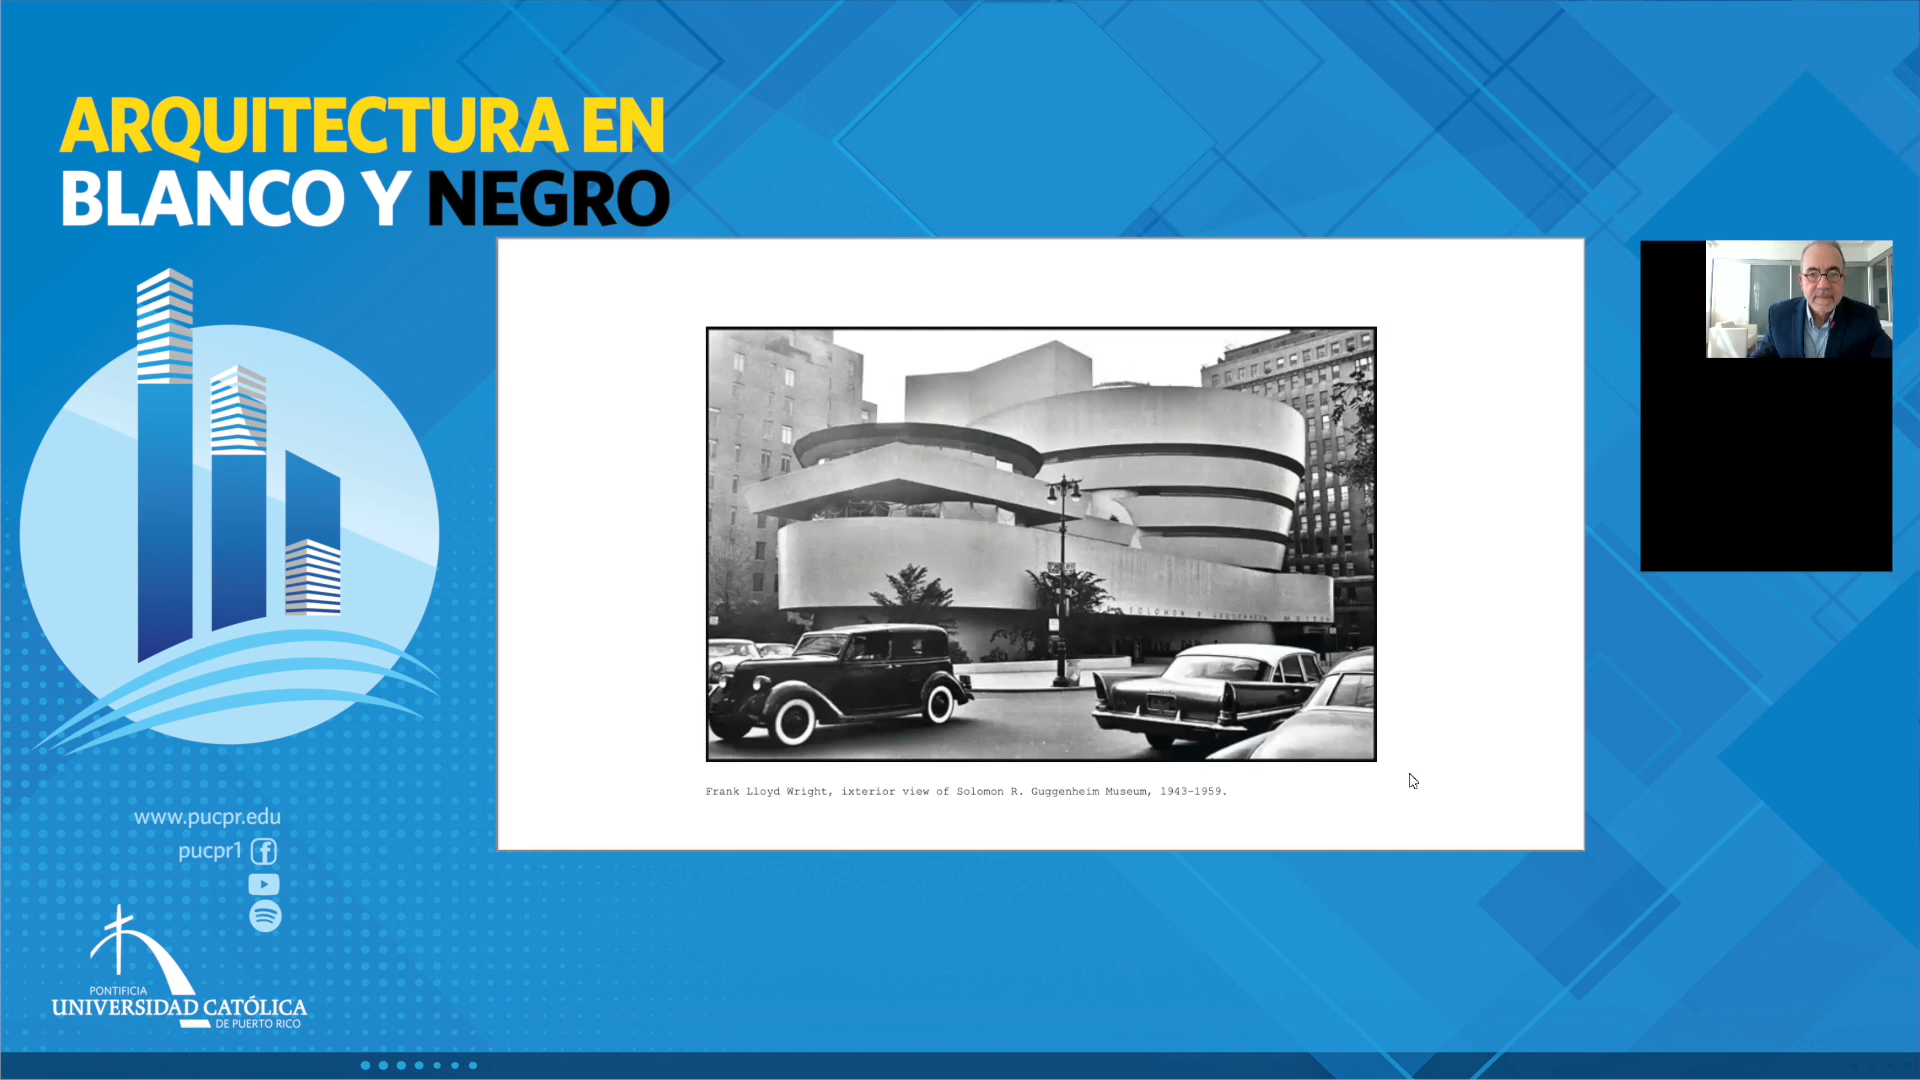 ARQUITECTURA EN
BLANCO Y NEGRO
Frank Lloyd Wright, ixterior view of Solomon R. Guggenheim Museum, 1943-1959.
www.pucpr.edu
pucpr1
PONTIFICIA
UNIVERSIDAD CATÓLICA
DE PUERTO RICO